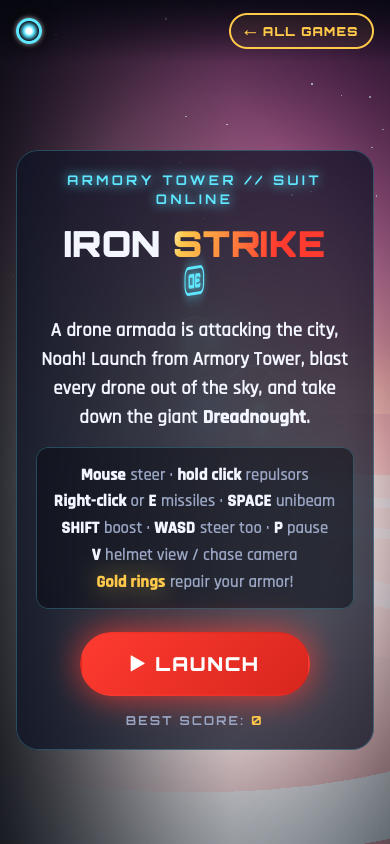 ← ALL GAMES
ARMORY TOWER // SUIT
ONLINE
IRON STRIKE
3D
A drone armada is attacking the city,
Noah! Launch from Armory Tower, blast
every drone out of the sky, and take
down the giant Dreadnought.
Mouse steer · hold click repulsors
Right-click or E missiles · SPACE unibeam
SHIFT boost · WASD steer too · P pause
V helmet view / chase camera
Gold rings repair your armor!
▶ LAUNCH
BEST SCORE: 0